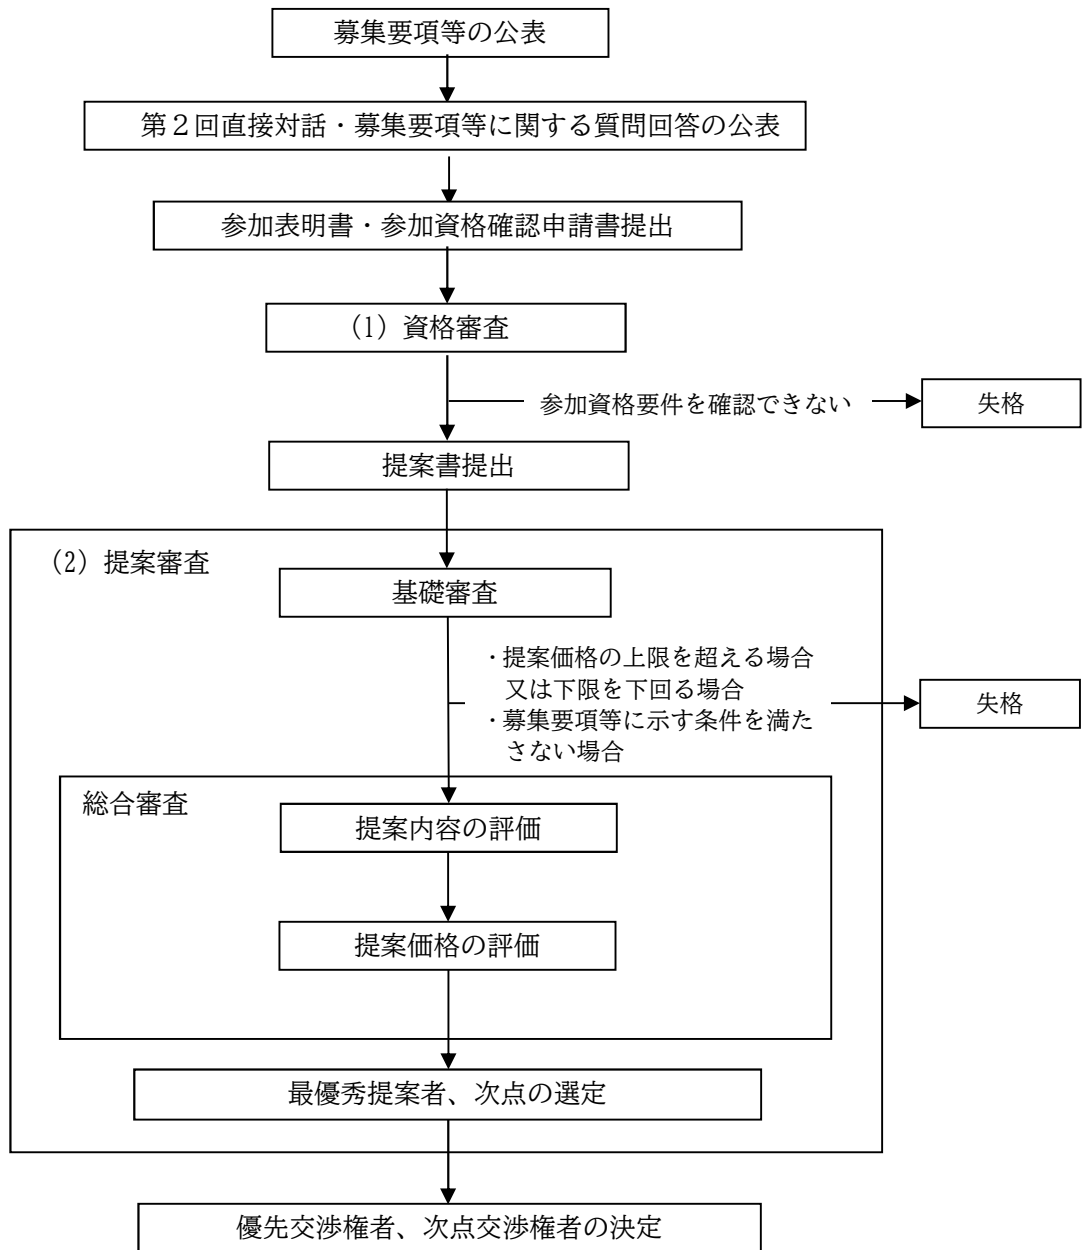 募集要項等の公表
第２回直接対話・募集要項等に関する質問回答の公表
参加表明書・参加資格確認申請書提出
(1) 資格審査
参加資格要件を確認できない
失格
提案書提出
(2) 提案審査
基礎審査
・提案価格の上限を超える場合
又は下限を下回る場合
・募集要項等に示す条件を満た
さない場合
失格
総合審査
提案内容の評価
提案価格の評価
最優秀提案者、次点の選定
優先交渉権者、次点交渉権者の決定